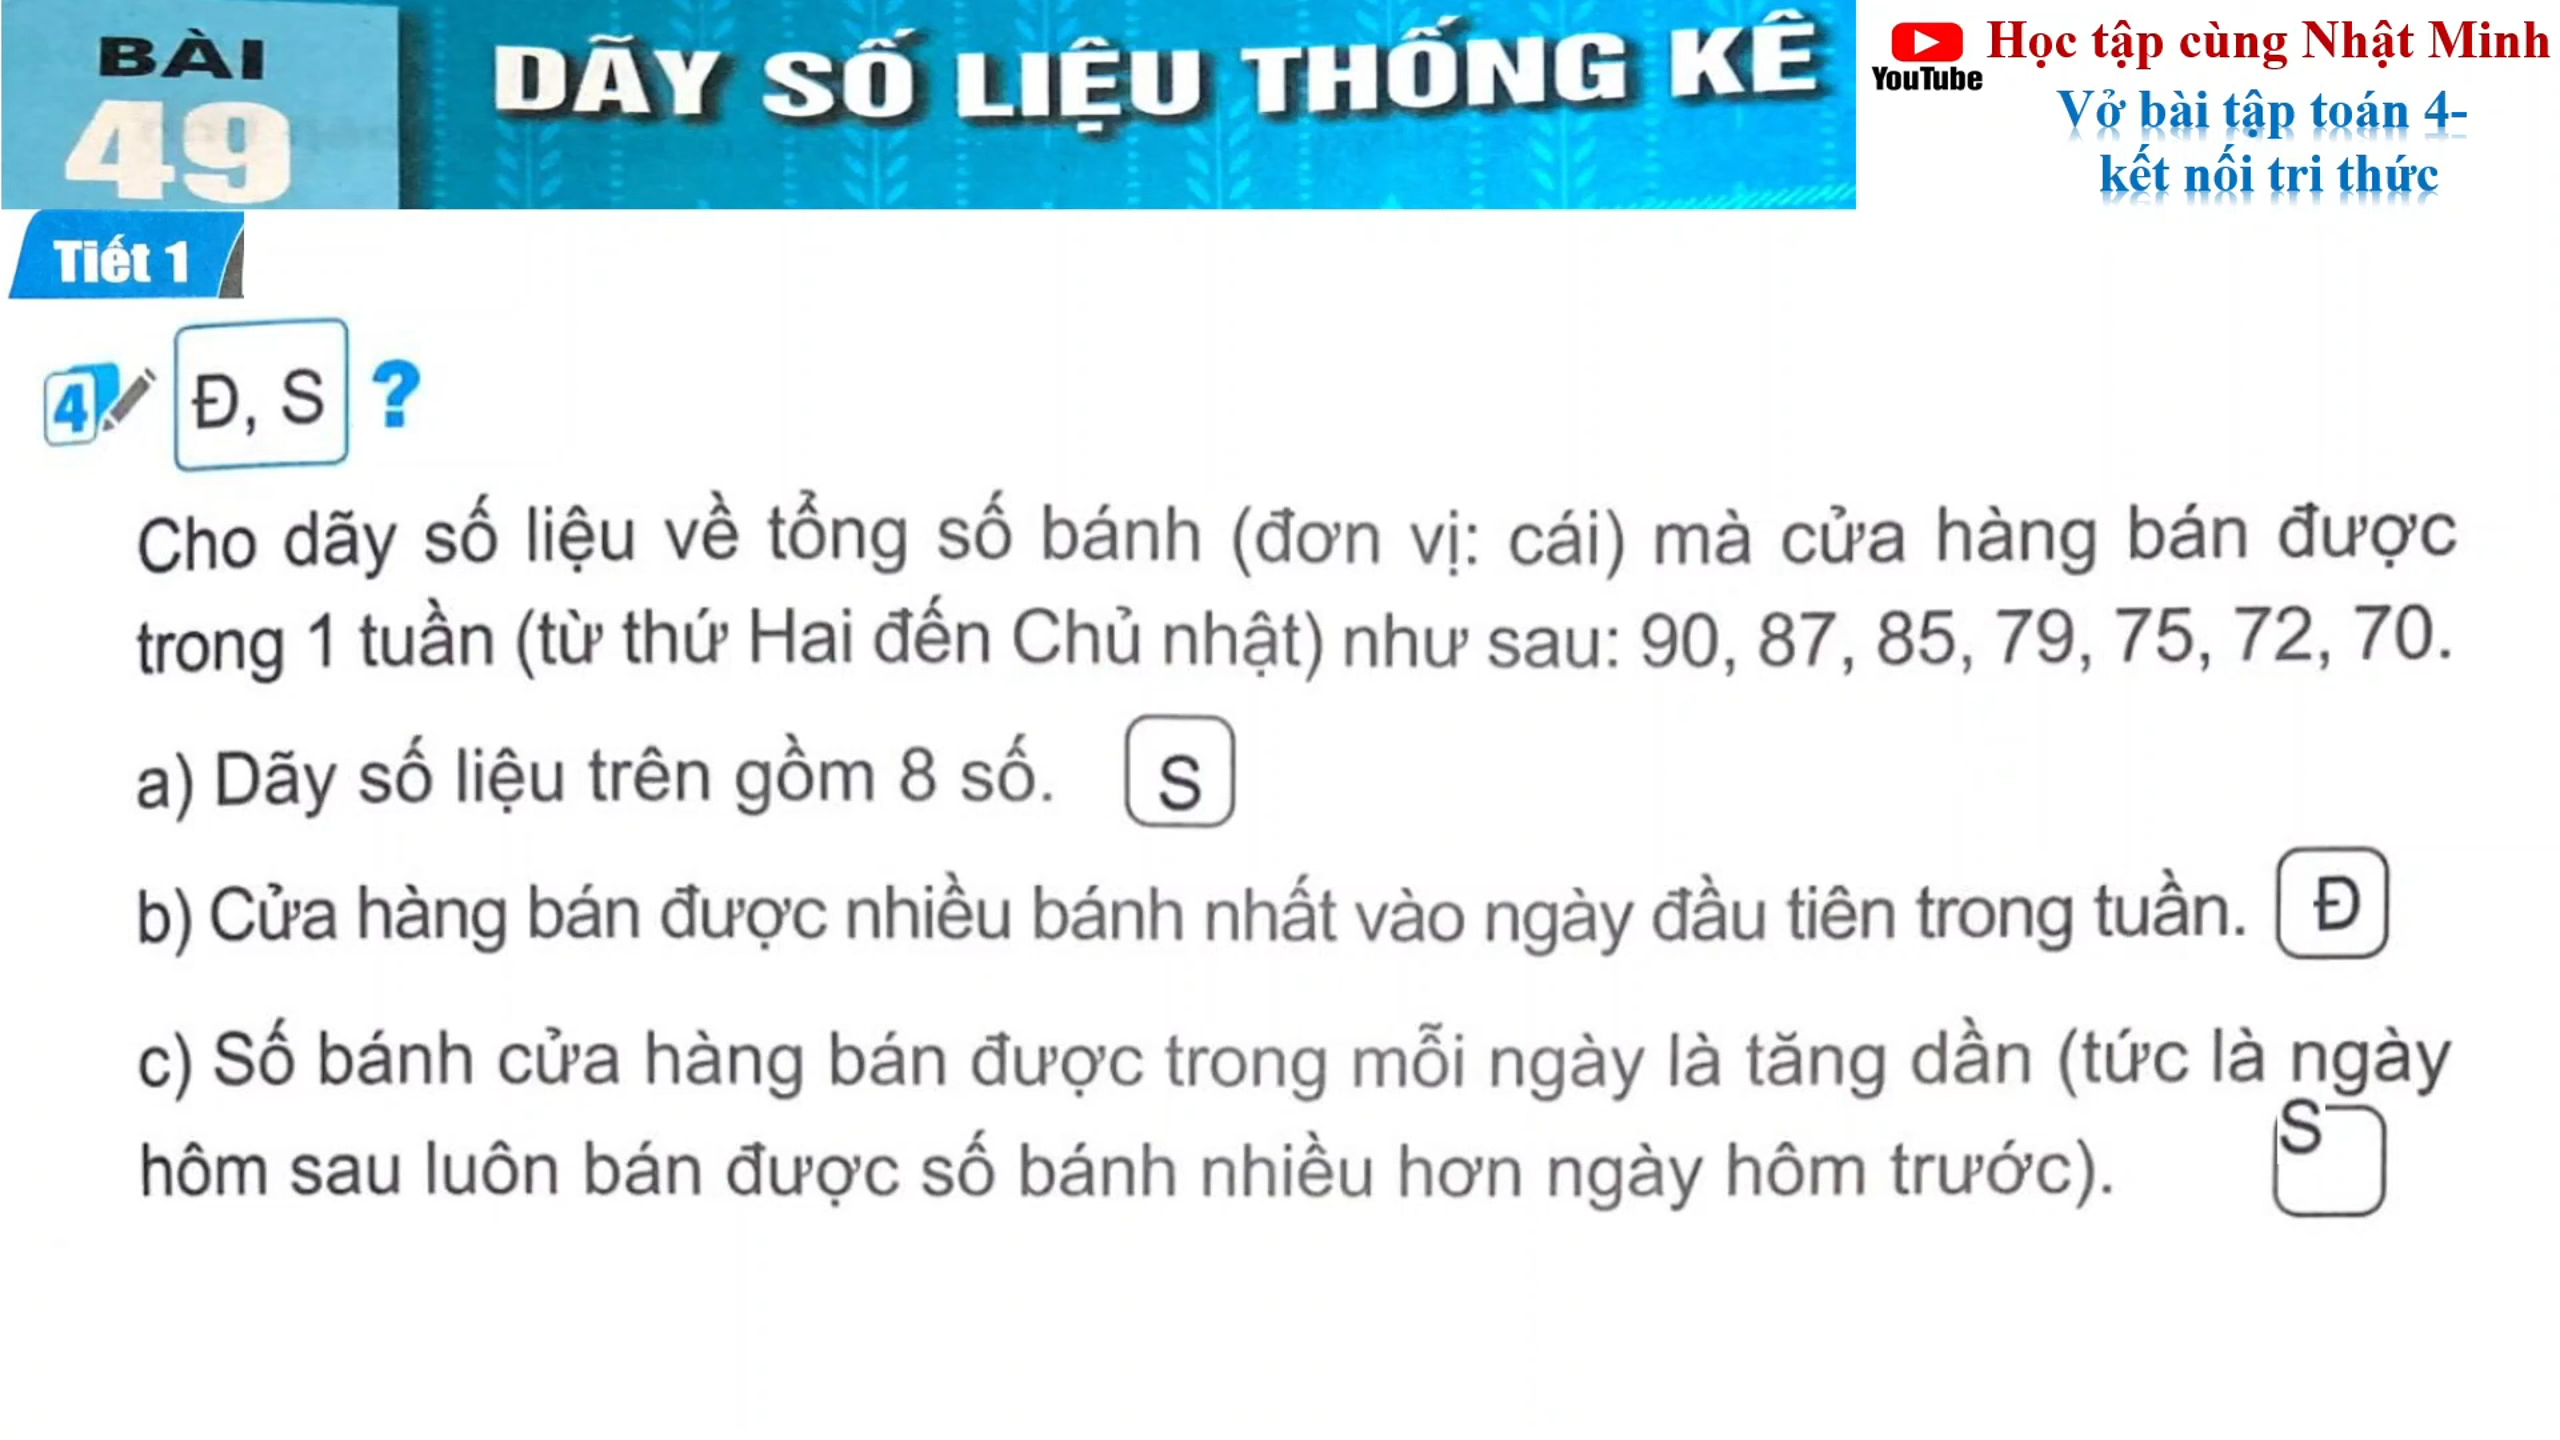 BÀI
49
DÃY SỐ LIỆU THỐNG KÊ
YouTube
Học tập cùng Nhật Minh
Vở bài tập toán 4-
kết nối tri thức
Tiết 1
4 Đ, S ?
Cho dãy số liệu về tổng số bánh (đơn vị: cái) mà cửa hàng bán được
trong 1 tuần (từ thứ Hai đến Chủ nhật) như sau: 90, 87, 85, 79, 75, 72, 70.
a) Dãy số liệu trên gồm 8 số. S
b) Cửa hàng bán được nhiều bánh nhất vào ngày đầu tiên trong tuần. Đ
c) Số bánh cửa hàng bán được trong mỗi ngày là tăng dần (tức là ngày
hôm sau luôn bán được số bánh nhiều hơn ngày hôm trước). S